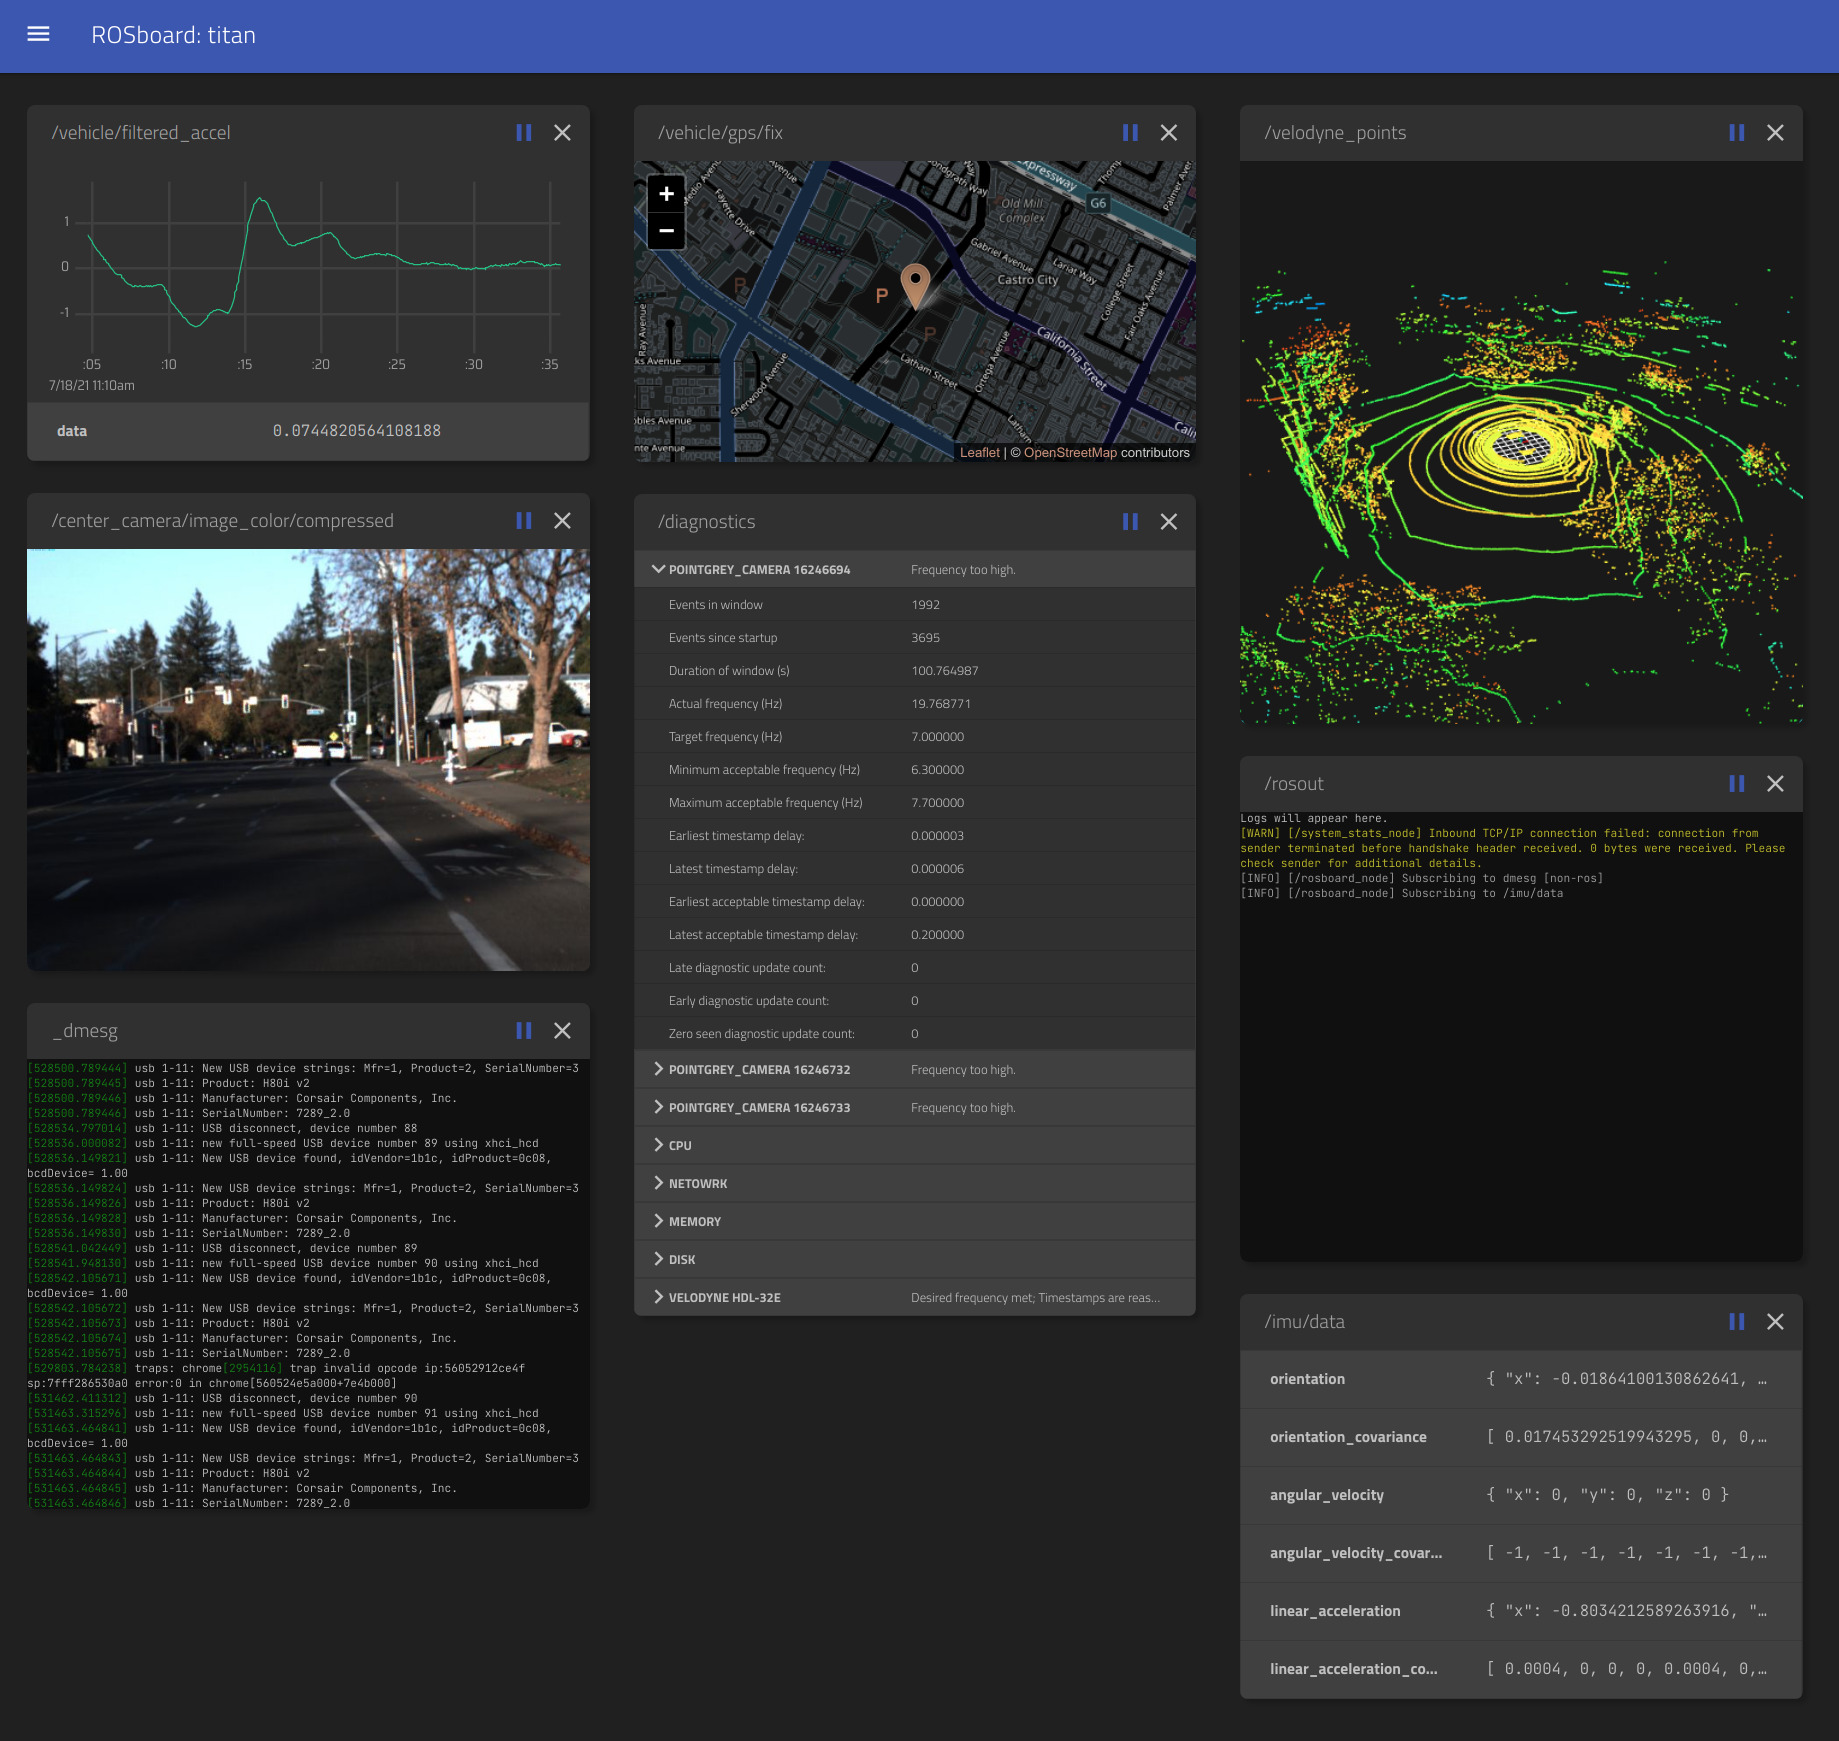 ROSboard: titan
/vehicle/filtered_accel
1
0
-1
:05 :10 :15 :20 :25 :30 :35
7/18/21 11:10am
data 0.0744820564108188
/center_camera/image_color/compressed
_dmesg
[528500.789444] usb 1-11: New USB device strings: Mfr=1, Product=2, SerialNumber=3
[528500.789445] usb 1-11: Product: H80i v2
[528500.789446] usb 1-11: Manufacturer: Corsair Components, Inc.
[528500.789446] usb 1-11: SerialNumber: 7289_2.0
[528534.797014] usb 1-11: USB disconnect, device number 88
[528536.000082] usb 1-11: new full-speed USB device number 89 using xhci_hcd
[528536.149821] usb 1-11: New USB device found, idVendor=1b1c, idProduct=0c08,
bcdDevice= 1.00
[528536.149824] usb 1-11: New USB device strings: Mfr=1, Product=2, SerialNumber=3
[528536.149826] usb 1-11: Product: H80i v2
[528536.149828] usb 1-11: Manufacturer: Corsair Components, Inc.
[528536.149830] usb 1-11: SerialNumber: 7289_2.0
[528541.042449] usb 1-11: USB disconnect, device number 89
[528541.948130] usb 1-11: new full-speed USB device number 90 using xhci_hcd
[528542.105671] usb 1-11: New USB device found, idVendor=1b1c, idProduct=0c08,
bcdDevice= 1.00
[528542.105672] usb 1-11: New USB device strings: Mfr=1, Product=2, SerialNumber=3
[528542.105673] usb 1-11: Product: H80i v2
[528542.105674] usb 1-11: Manufacturer: Corsair Components, Inc.
[528542.105675] usb 1-11: SerialNumber: 7289_2.0
[529803.784238] traps: chrome[2954116] trap invalid opcode ip:56052912ce4f
sp:7fff286530a0 error:0 in chrome[560524e5a000+7e4b000]
[531462.411312] usb 1-11: USB disconnect, device number 90
[531463.315296] usb 1-11: new full-speed USB device number 91 using xhci_hcd
[531463.464841] usb 1-11: New USB device found, idVendor=1b1c, idProduct=0c08,
bcdDevice= 1.00
[531463.464843] usb 1-11: New USB device strings: Mfr=1, Product=2, SerialNumber=3
[531463.464844] usb 1-11: Product: H80i v2
[531463.464845] usb 1-11: Manufacturer: Corsair Components, Inc.
[531463.464846] usb 1-11: SerialNumber: 7289_2.0
/vehicle/gps/fix
+
−
Medio Aven
Fayette Drive
venue
ondgrath Way
Way
xpressway
Thom
Palmer Ave
G6
Old Mill
Complex
Gabriel Avenue
Lariat Way
Castro City
College Street
Fair Oaks Avenue
P
P
P
California Street
Ray Avenue
ks Avenue
Sherwood Avenue
Latham Street
Ortega Avenue
Latham
Cali
obles Avenue
nte Avenue
Leaflet | © OpenStreetMap contributors
/diagnostics
POINTGREY_CAMERA 16246694 Frequency too high.
Events in window 1992
Events since startup 3695
Duration of window (s) 100.764987
Actual frequency (Hz) 19.768771
Target frequency (Hz) 7.000000
Minimum acceptable frequency (Hz) 6.300000
Maximum acceptable frequency (Hz) 7.700000
Earliest timestamp delay: 0.000003
Latest timestamp delay: 0.000006
Earliest acceptable timestamp delay: 0.000000
Latest acceptable timestamp delay: 0.200000
Late diagnostic update count: 0
Early diagnostic update count: 0
Zero seen diagnostic update count: 0
POINTGREY_CAMERA 16246732 Frequency too high.
POINTGREY_CAMERA 16246733 Frequency too high.
CPU
NETOWRK
MEMORY
DISK
VELODYNE HDL-32E Desired frequency met; Timestamps are reas...
/velodyne_points
/rosout
Logs will appear here.
[WARN] [/system_stats_node] Inbound TCP/IP connection failed: connection from
sender terminated before handshake header received. 0 bytes were received. Please
check sender for additional details.
[INFO] [/rosboard_node] Subscribing to dmesg [non-ros]
[INFO] [/rosboard_node] Subscribing to /imu/data
/imu/data
orientation { "x": -0.01864100130862641, …
orientation_covariance [ 0.017453292519943295, 0, 0,…
angular_velocity { "x": 0, "y": 0, "z": 0 }
angular_velocity_covar... [ -1, -1, -1, -1, -1, -1, -1,…
linear_acceleration { "x": -0.8034212589263916, "…
linear_acceleration_co... [ 0.0004, 0, 0, 0, 0.0004, 0,…